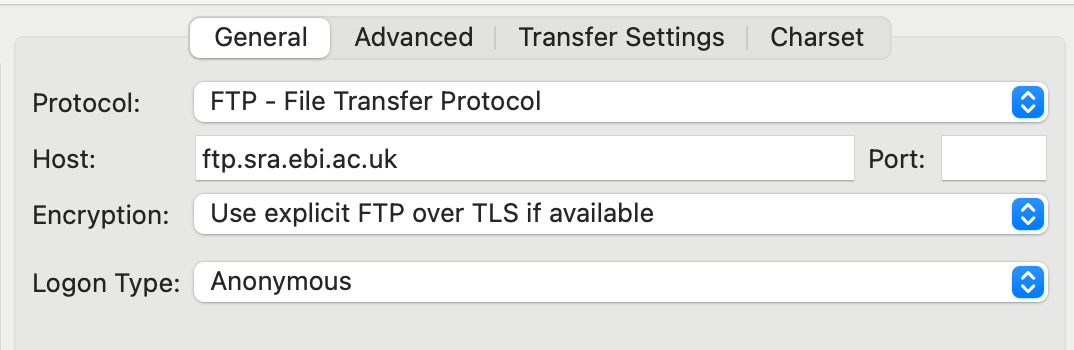 General Advanced Transfer Settings Charset
Protocol: FTP - File Transfer Protocol
Host: ftp.sra.ebi.ac.uk Port:
Encryption: Use explicit FTP over TLS if available
Logon Type: Anonymous